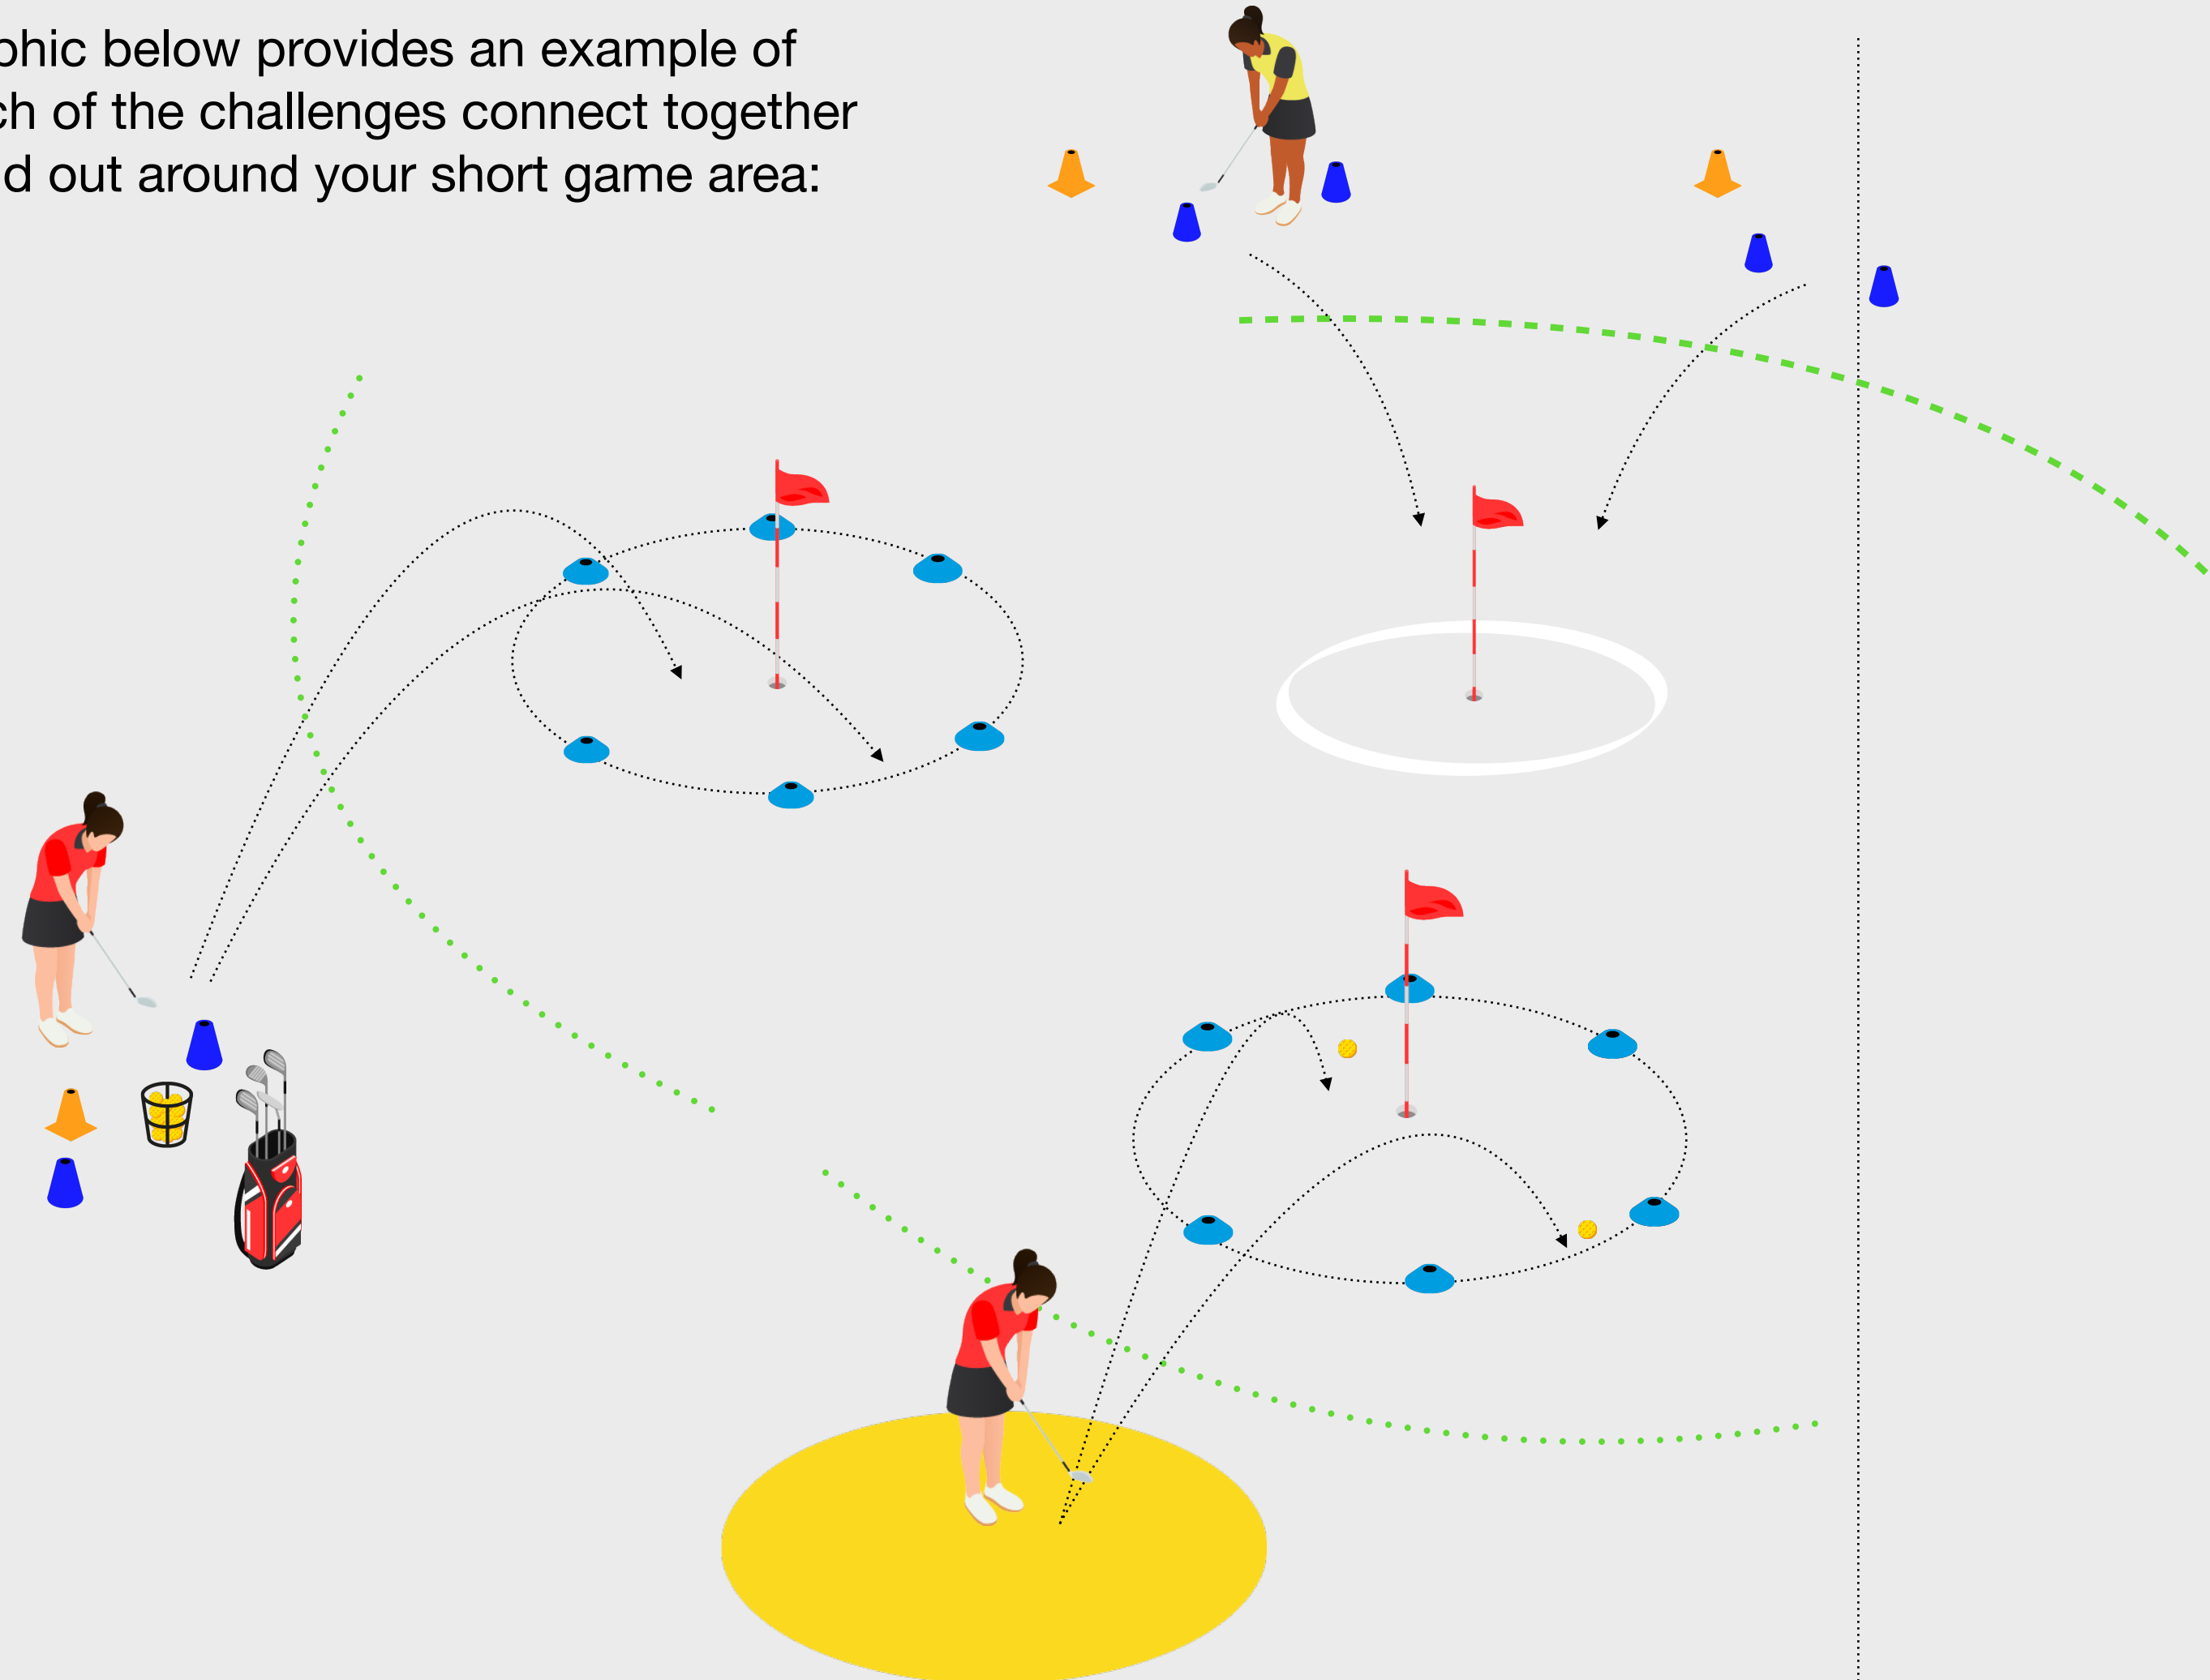 phic below provides an example of
ch of the challenges connect together
d out around your short game area: